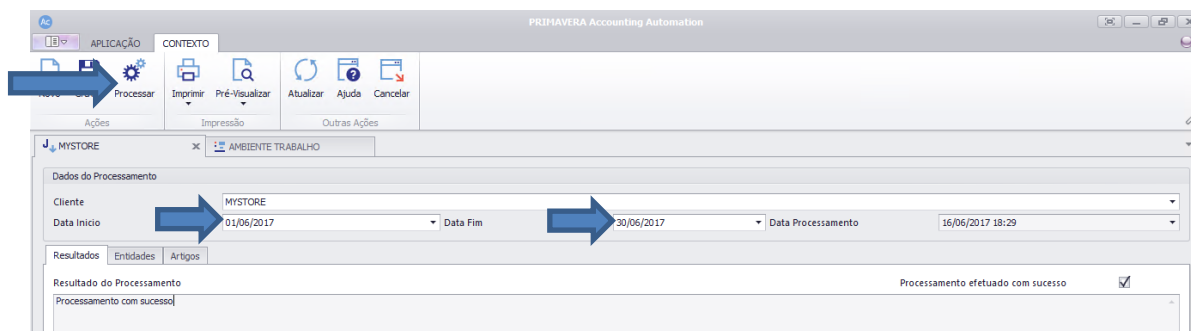 Ac PRIMAVERA Accounting Automation
APLICAÇÃO CONTEXTO
Processar Imprimir Pré-Visualizar Atualizar Ajuda Cancelar
Ações Impressão Outras Ações
MYSTORE AMBIENTE TRABALHO
Dados do Processamento
Cliente MYSTORE
Data Inicio 01/06/2017 Data Fim 30/06/2017 Data Processamento 16/06/2017 18:29
Resultados Entidades Artigos
Resultado do Processamento Processamento efetuado com sucesso
Processamento com sucesso